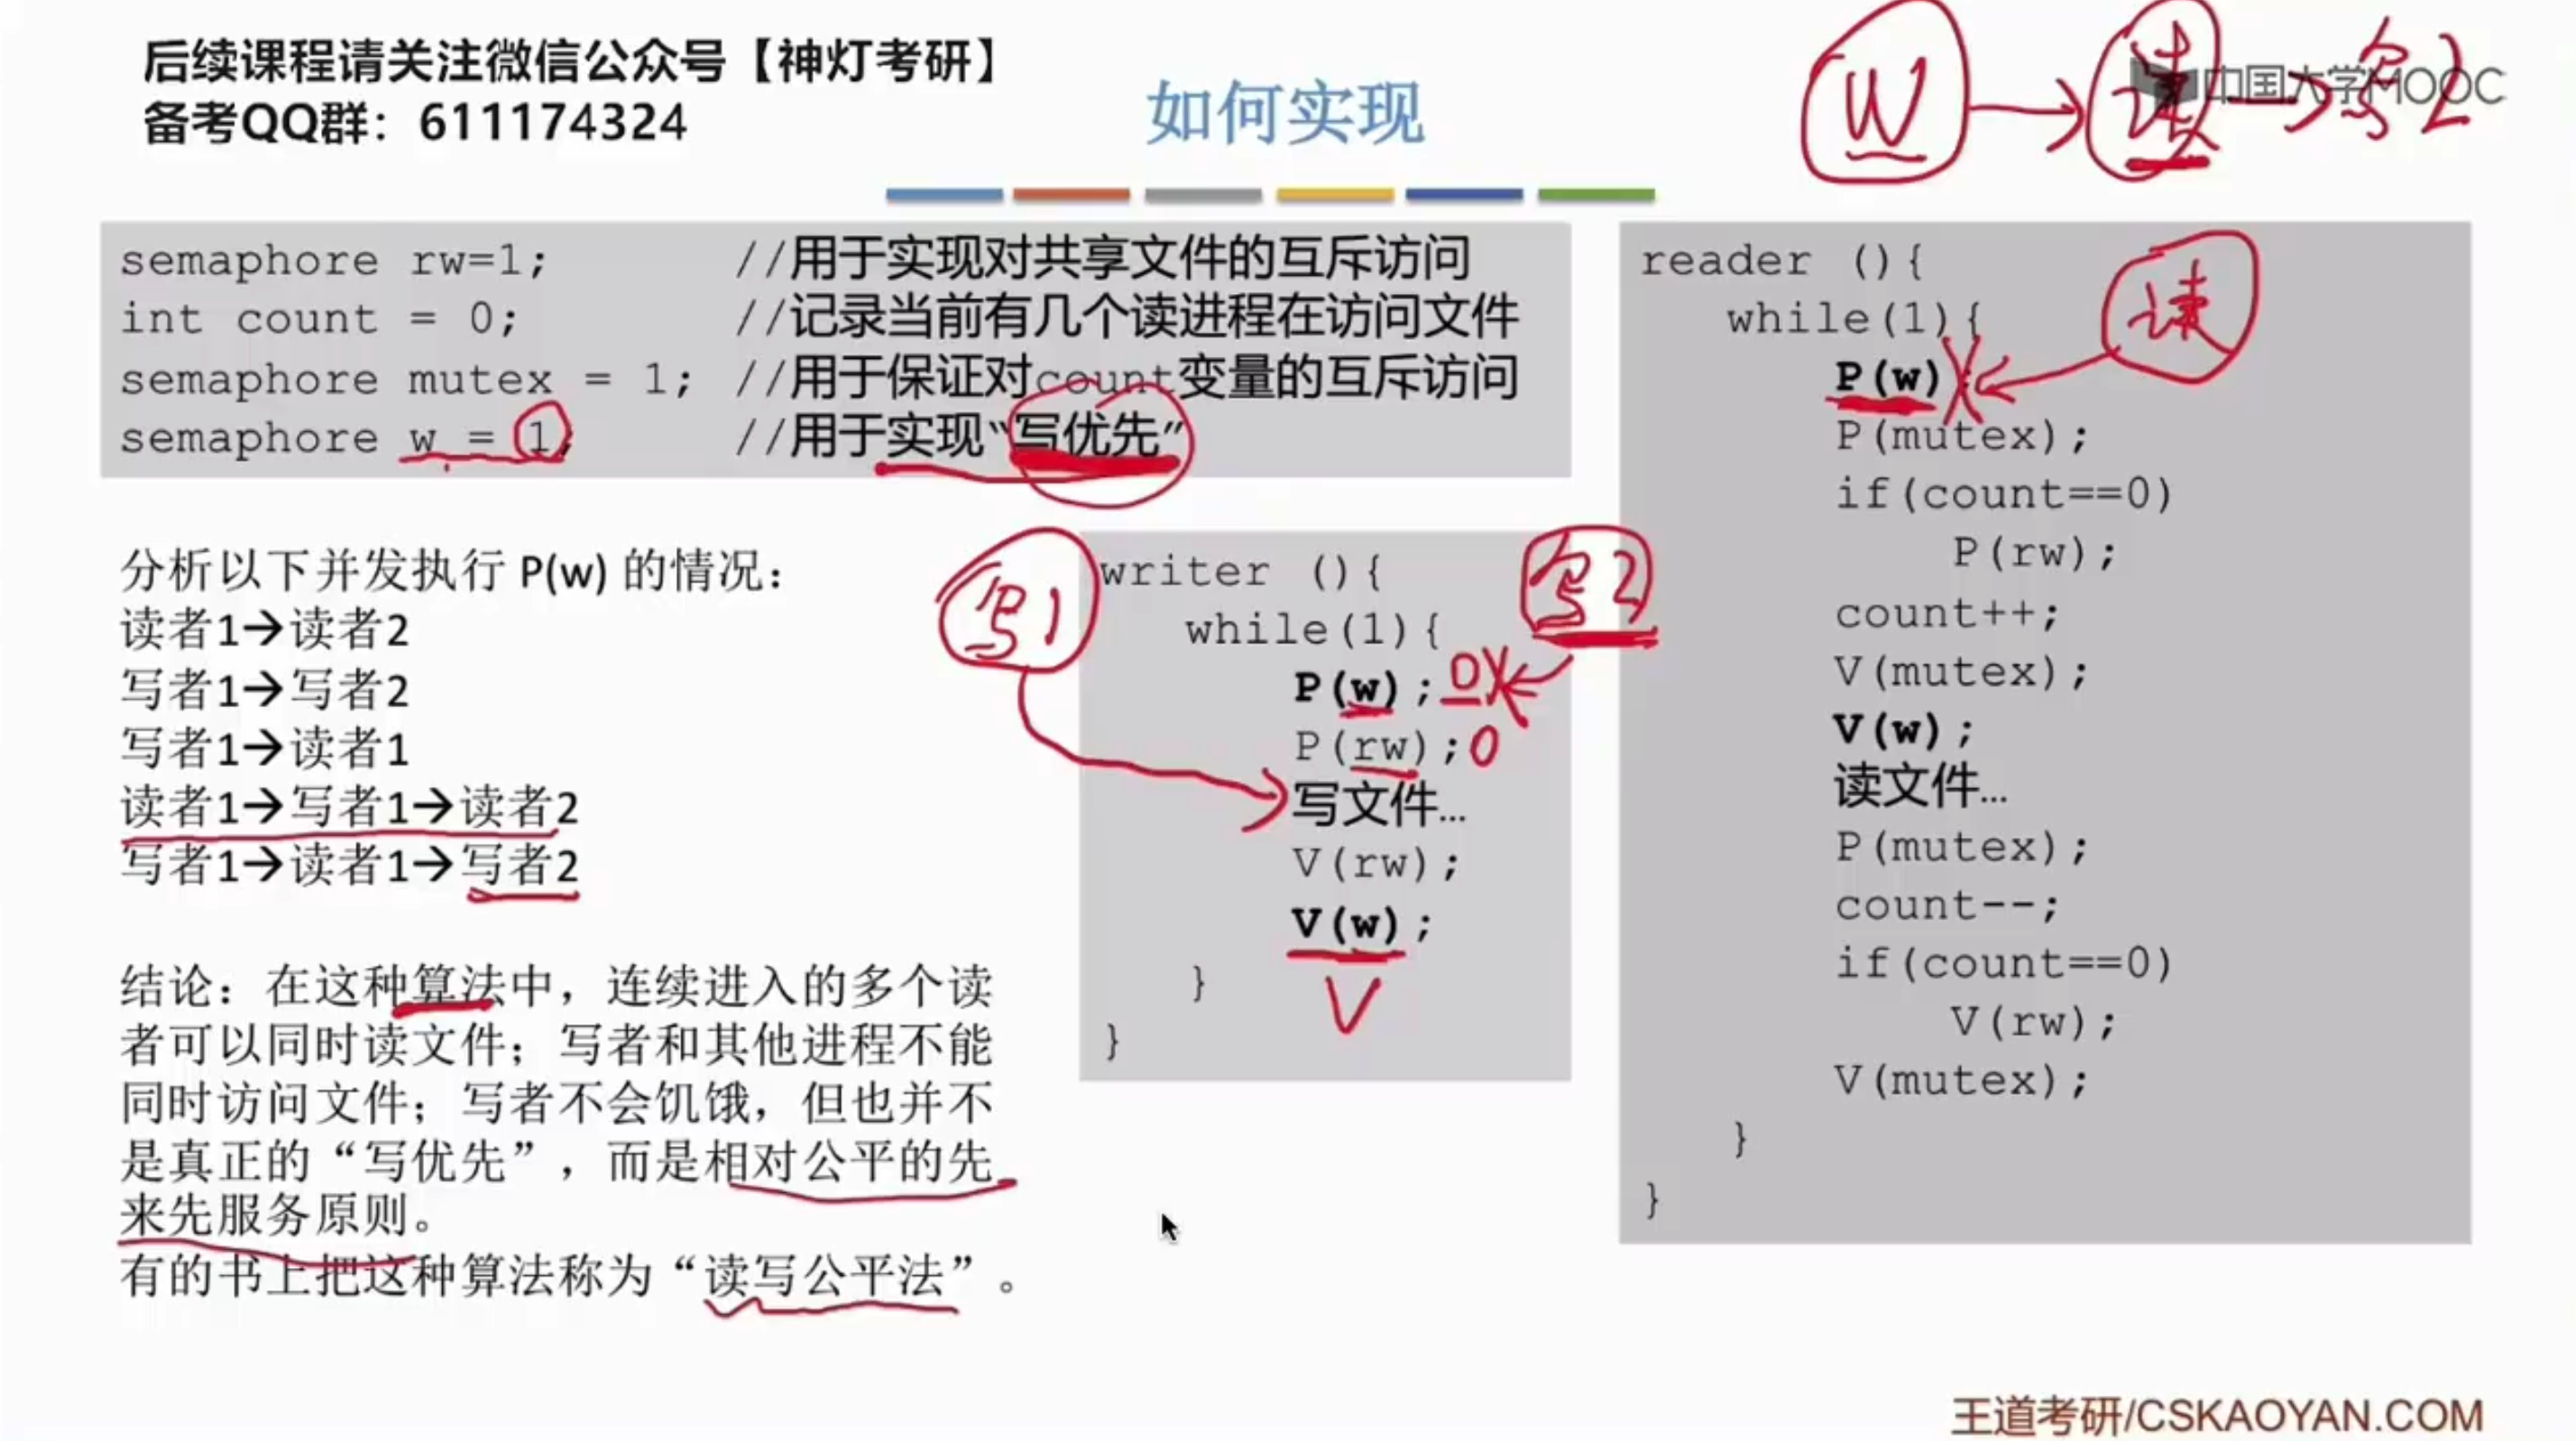 后续课程请关注微信公众号【神灯考研】
备考QQ群：611174324
如何实现
W → 读 → 写2
中国大学MOOC
semaphore rw=1; //用于实现对共享文件的互斥访问
int count = 0; //记录当前有几个读进程在访问文件
semaphore mutex = 1; //用于保证对count变量的互斥访问
semaphore w = 1; //用于实现“写优先”
分析以下并发执行 P(w) 的情况：
读者1→读者2
写者1→写者2
写者1→读者1
读者1→写者1→读者2
写者1→读者1→写者2
结论：在这种算法中，连续进入的多个读
者可以同时读文件；写者和其他进程不能
同时访问文件；写者不会饥饿，但也并不
是真正的“写优先”，而是相对公平的先
来先服务原则。
有的书上把这种算法称为“读写公平法”。
写1
写2
writer (){
while(1){
P(w); 0
P(rw); 0
写文件…
V(rw);
V(w);
V
}
}
reader (){
while(1){
读
P(w);
P(mutex);
if(count==0)
P(rw);
count++;
V(mutex);
V(w);
读文件…
P(mutex);
count--;
if(count==0)
V(rw);
V(mutex);
}
}
王道考研/CSKAOYAN.COM